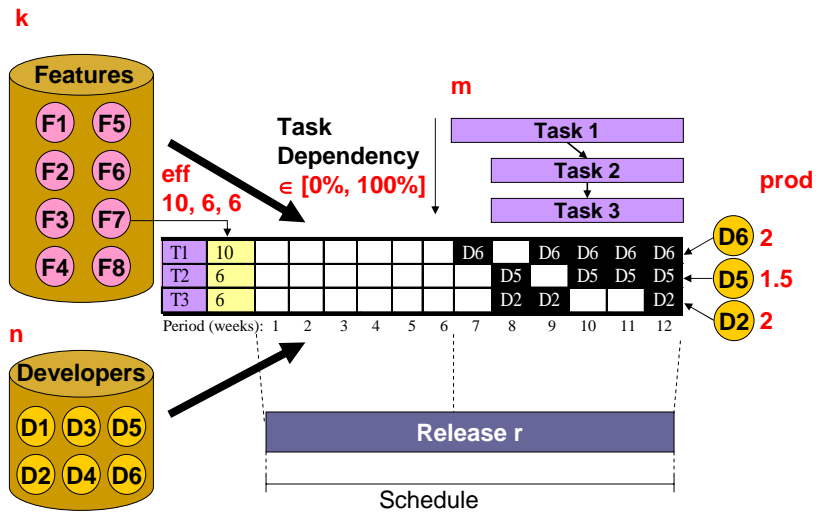 k
Features
F1 F5
F2 F6
F3 F7
F4 F8
eff
10, 6, 6
Task
Dependency
∈ [0%, 100%]
m
Task 1
Task 2
Task 3
prod
T1 10 D6 D6 D6 D6 D6
T2 6 D5 D5 D5 D5
T3 6 D2 D2 D2
Period (weeks): 1 2 3 4 5 6 7 8 9 10 11 12
D6 2
D5 1.5
D2 2
n
Developers
D1 D3 D5
D2 D4 D6
Release r
Schedule